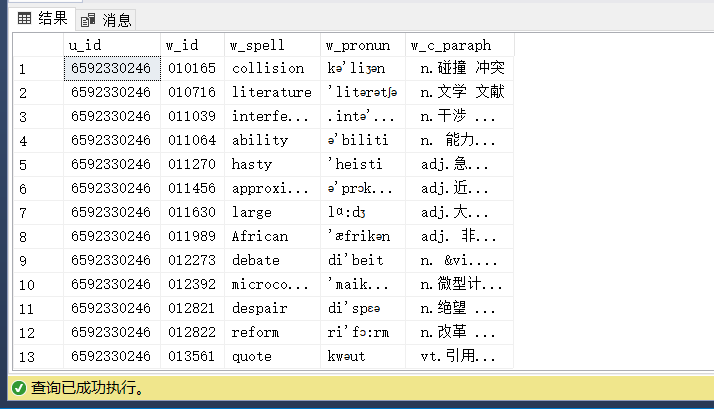 结果 消息
u_id w_id w_spell w_pronun w_c_paraph
1 6592330246 010165 collision kə'liʒən n.碰撞 冲突
2 6592330246 010716 literature 'litərətʃə n.文学 文献
3 6592330246 011039 interfe... .intə'... n.干涉 ...
4 6592330246 011064 ability ə'biliti n. 能力...
5 6592330246 011270 hasty 'heisti adj.急...
6 6592330246 011456 approxi... ə'prɔk... adj.近...
7 6592330246 011630 large lɑ:dʒ adj.大...
8 6592330246 011989 African 'æfrikən adj. 非...
9 6592330246 012273 debate di'beit n. &vi....
10 6592330246 012392 microco... 'maik... n.微型计...
11 6592330246 012821 despair di'spɛə n.绝望 ...
12 6592330246 012822 reform ri'fɔ:rm n.改革 ...
13 6592330246 013561 quote kwəut vt.引用...
查询已成功执行。